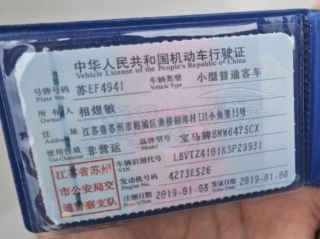 中华人民共和国机动车行驶证
Vehicle License of the People's Republic of China
号牌号码 苏EF4941 车辆类型 小型普通客车
Plate No. Vehicle Type
所有人 相煜敏
Owner
住址 江苏省苏州市相城区黄桥
Address
使用性质 非营运 品牌型号 宝马牌BMW6475CX
Use Character Model
江苏省苏州市公安局交通警察支队
车辆识别代号
VIN
发动机号码 4273E526
Engine No.
注册日期 2019-01-08 发证日期 2019-01-08